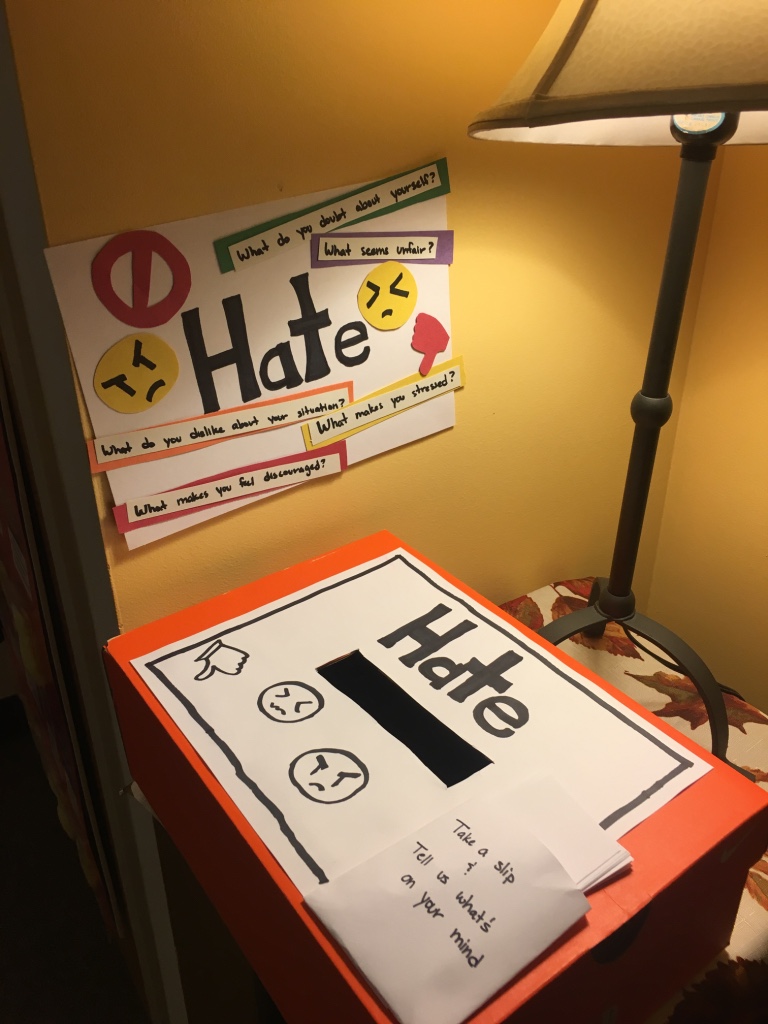 What do you doubt about yourself?
What seems unfair?
Hate
What do you dislike about your situation?
What makes you stressed?
What makes you feel discouraged?
Hate
Take a slip
&
Tell us what's
on your mind